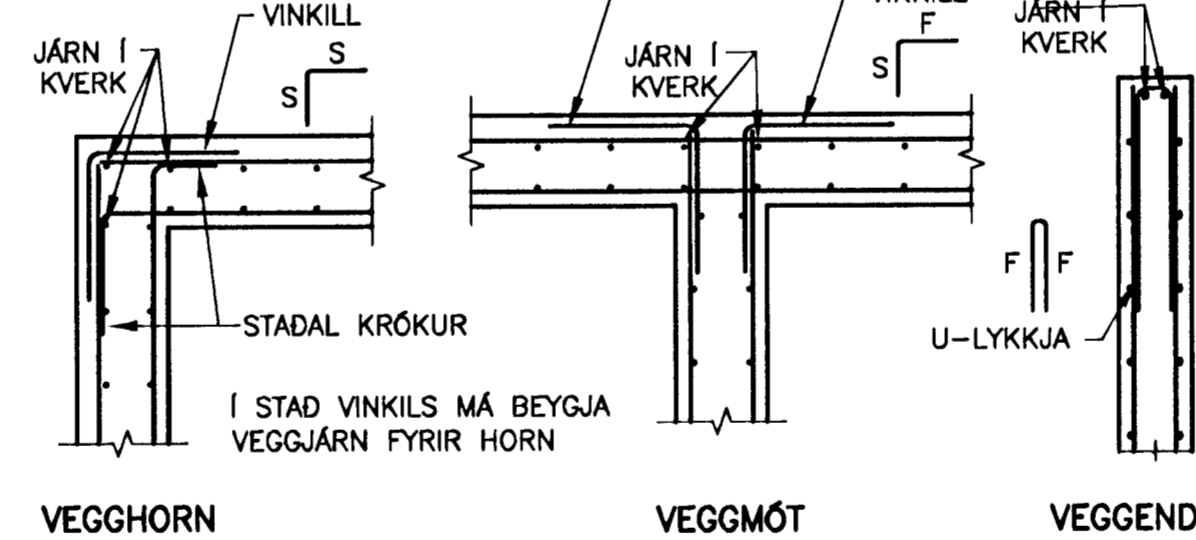 VINKILL
JÁRN Í
KVERK
S
S
STAÐAL KRÓKUR
Í STAÐ VINKILS MÁ BEYGJA
VEGGJÁRN FYRIR HORN
VEGGHORN
VINKILL
F
S
JÁRN Í
KVERK
VEGGMÓT
JÁRN Í
KVERK
F F
U-LYKKJA
VEGGEND